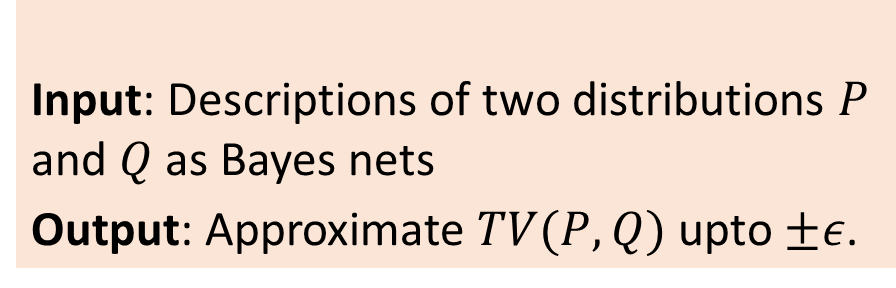 Input: Descriptions of two distributions P
and Q as Bayes nets
Output: Approximate TV(P, Q) upto ±ϵ.